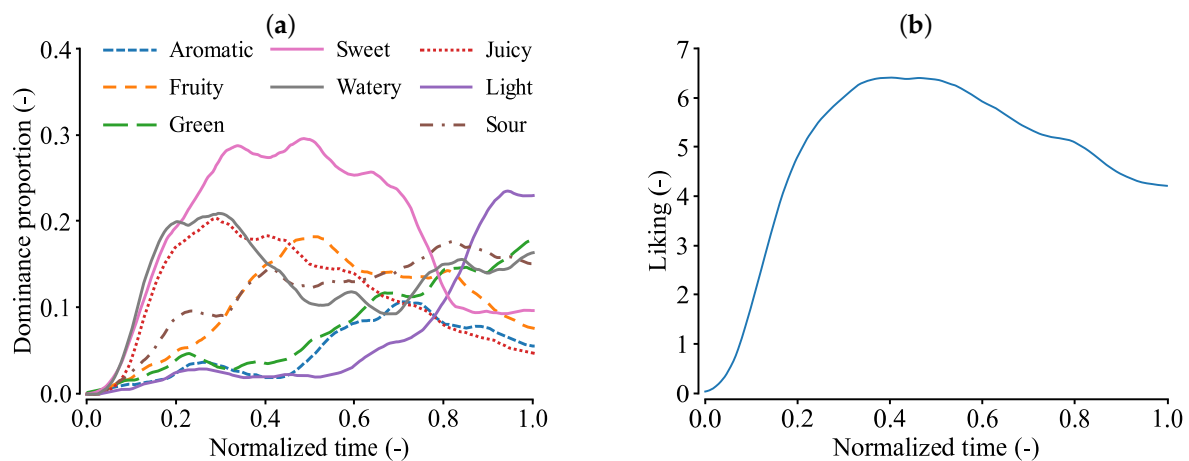 (a)
0.4
0.3
0.2
0.1
0.0
Dominance proportion (-)
Aromatic Sweet Juicy
Fruity Watery Light
Green Sour
0.0 0.2 0.4 0.6 0.8 1.0
Normalized time (-)
(b)
7
6
5
4
3
2
1
0
Liking (-)
0.0 0.2 0.4 0.6 0.8 1.0
Normalized time (-)